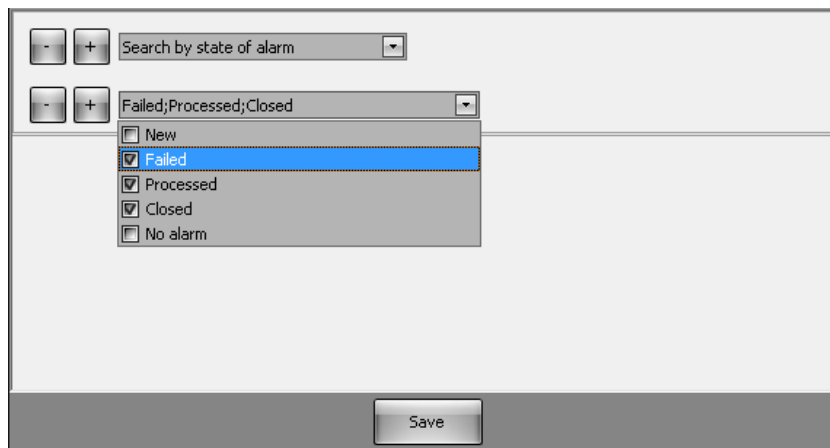 - + Search by state of alarm
- + Failed;Processed;Closed
New
Failed
Processed
Closed
No alarm
Save